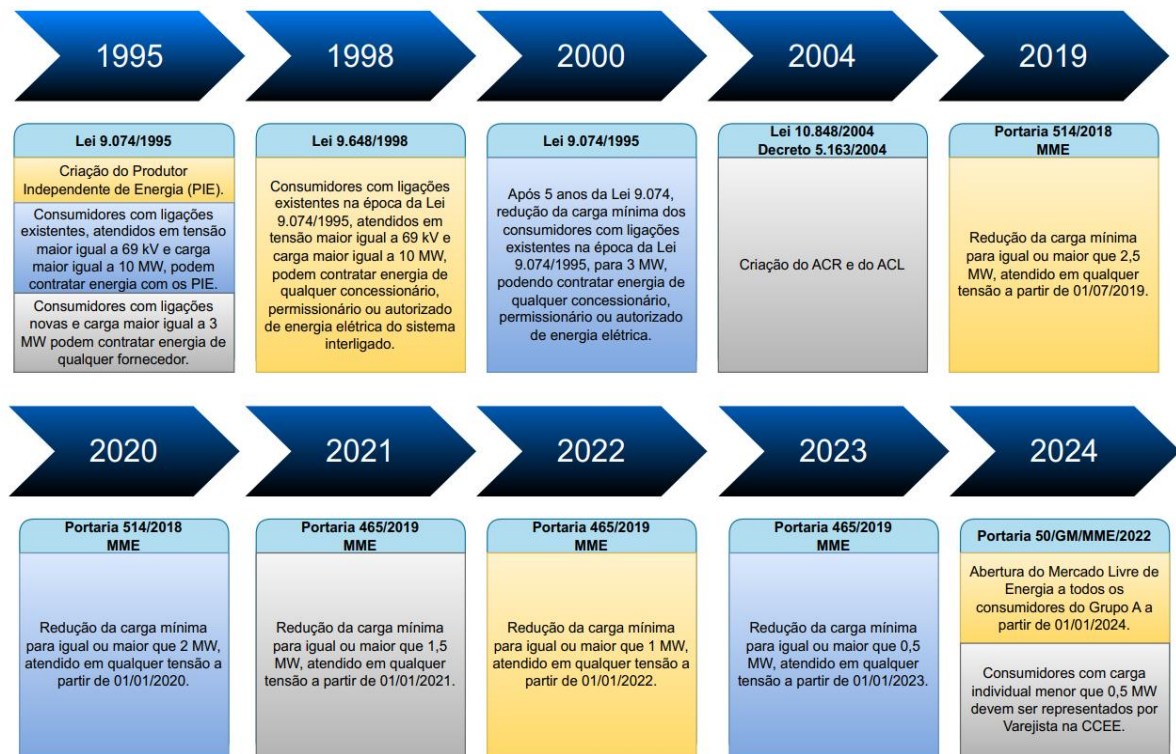 1995
1998
2000
2004
2019
Lei 9.074/1995
Criação do Produtor
Independente de Energia (PIE).
Consumidores com ligações
existentes, atendidos em tensão
maior igual a 69 kV e carga
maior igual a 10 MW, podem
contratar energia com os PIE.
Consumidores com ligações
novas e carga maior igual a 3
MW podem contratar energia de
qualquer fornecedor.
Lei 9.648/1998
Consumidores com ligações
existentes na época da Lei
9.074/1995, atendidos em
tensão maior igual a 69 kV e
carga maior igual a 10 MW,
podem contratar energia de
qualquer concessionário,
permissionário ou autorizado
de energia elétrica do sistema
interligado.
Lei 9.074/1995
Após 5 anos da Lei 9.074,
redução da carga mínima dos
consumidores com ligações
existentes na época da Lei
9.074/1995, para 3 MW,
podendo contratar energia de
qualquer concessionário,
permissionário ou autorizado
de energia elétrica.
Lei 10.848/2004
Decreto 5.163/2004
Criação do ACR e do ACL
Portaria 514/2018
MME
Redução da carga mínima
para igual ou maior que 2,5
MW, atendido em qualquer
tensão a partir de 01/07/2019.
2020
2021
2022
2023
2024
Portaria 514/2018
MME
Redução da carga mínima
para igual ou maior que 2 MW,
atendido em qualquer tensão a
partir de 01/01/2020.
Portaria 465/2019
MME
Redução da carga mínima
para igual ou maior que 1,5
MW, atendido em qualquer
tensão a partir de 01/01/2021.
Portaria 465/2019
MME
Redução da carga mínima
para igual ou maior que 1 MW,
atendido em qualquer tensão a
partir de 01/01/2022.
Portaria 465/2019
MME
Redução da carga mínima
para igual ou maior que 0,5
MW, atendido em qualquer
tensão a partir de 01/01/2023.
Portaria 50/GM/MME/2022
Abertura do Mercado Livre de
Energia a todos os
consumidores do Grupo A a
partir de 01/01/2024.
Consumidores com carga
individual menor que 0,5 MW
devem ser representados por
Varejista na CCEE.